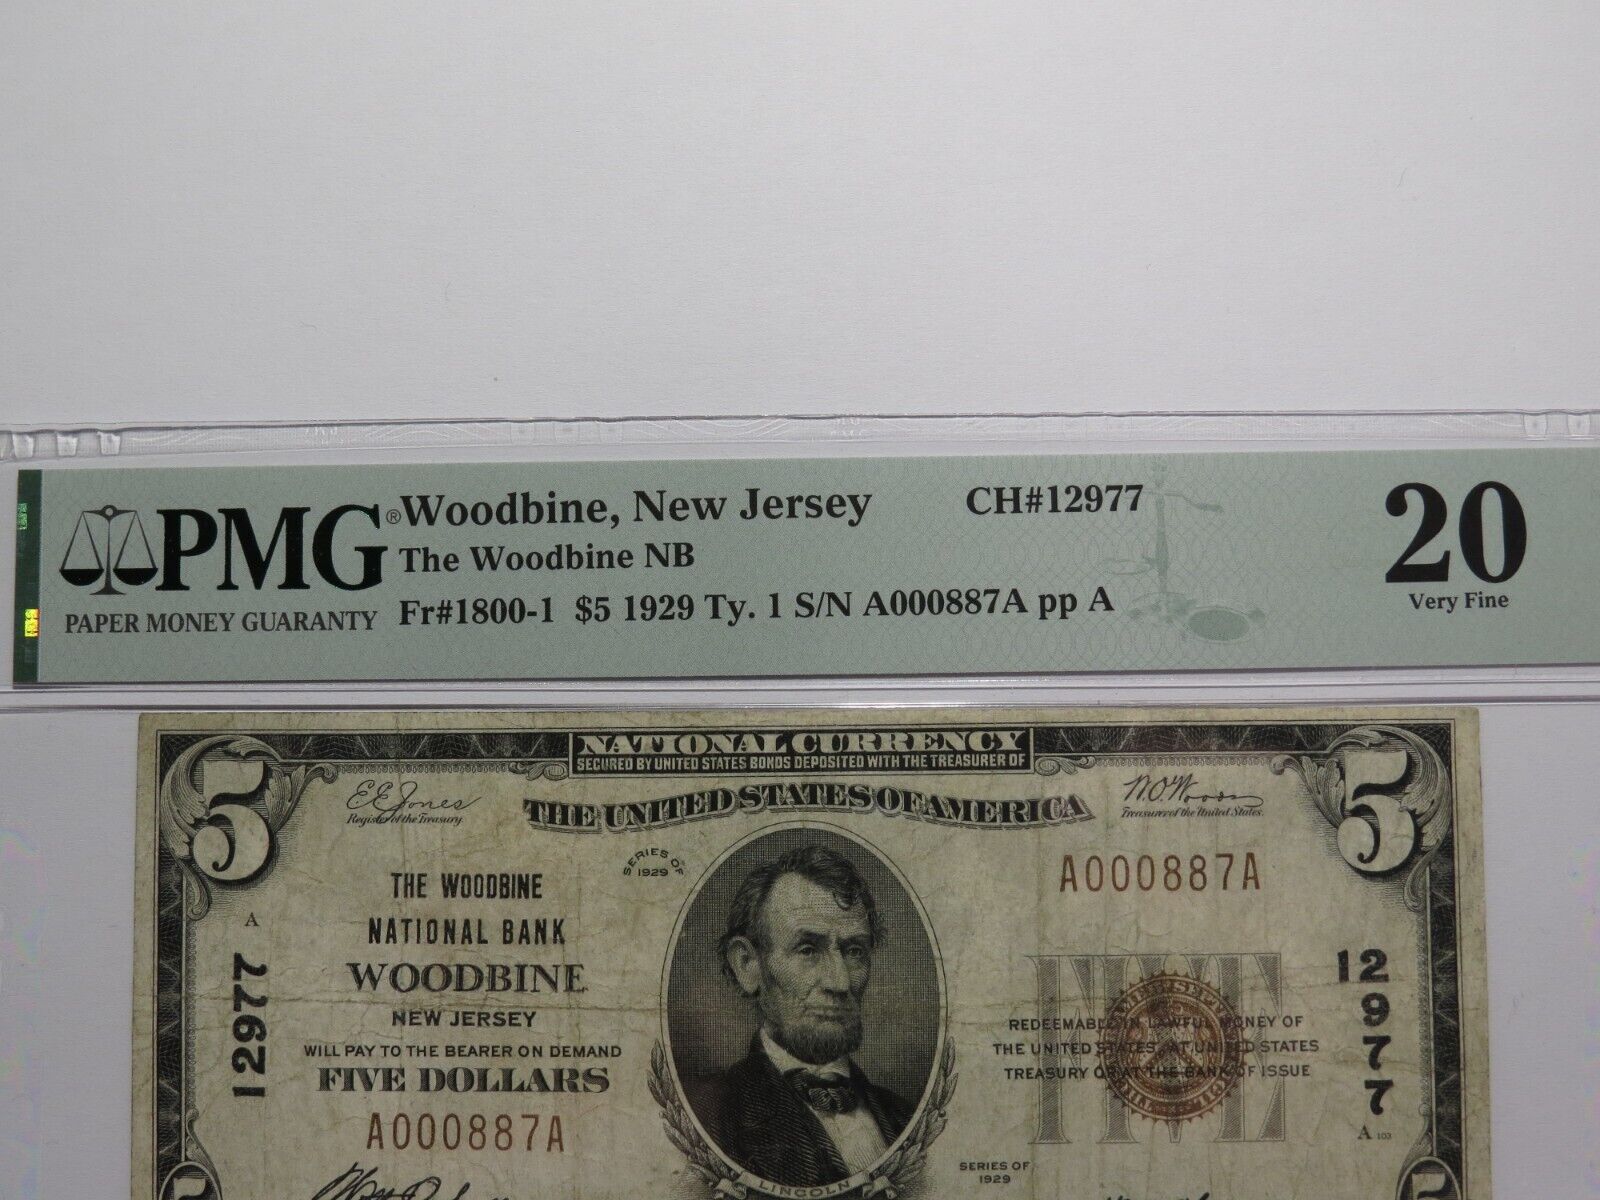 PMG®
PAPER MONEY GUARANTY
Woodbine, New Jersey CH#12977
The Woodbine NB
Fr#1800-1 $5 1929 Ty. 1 S/N A000887A pp A
20
Very Fine
NATIONAL CURRENCY
SECURED BY UNITED STATES BONDS DEPOSITED WITH THE TREASURER OF
THE UNITED STATES OF AMERICA
5
5
E E Jones
Register of the Treasury
W.O. Woods
Treasurer of the United States.
SERIES OF
1929
A000887A
THE WOODBINE
A
NATIONAL BANK
WOODBINE
NEW JERSEY
WILL PAY TO THE BEARER ON DEMAND
FIVE DOLLARS
A000887A
12977
12977
FIVE
REDEEMABLE IN LAWFUL MONEY OF
THE UNITED STATES, AT UNITED STATES
TREASURY OR AT THE BANK OF ISSUE
A 103
SERIES OF
1929
LINCOLN